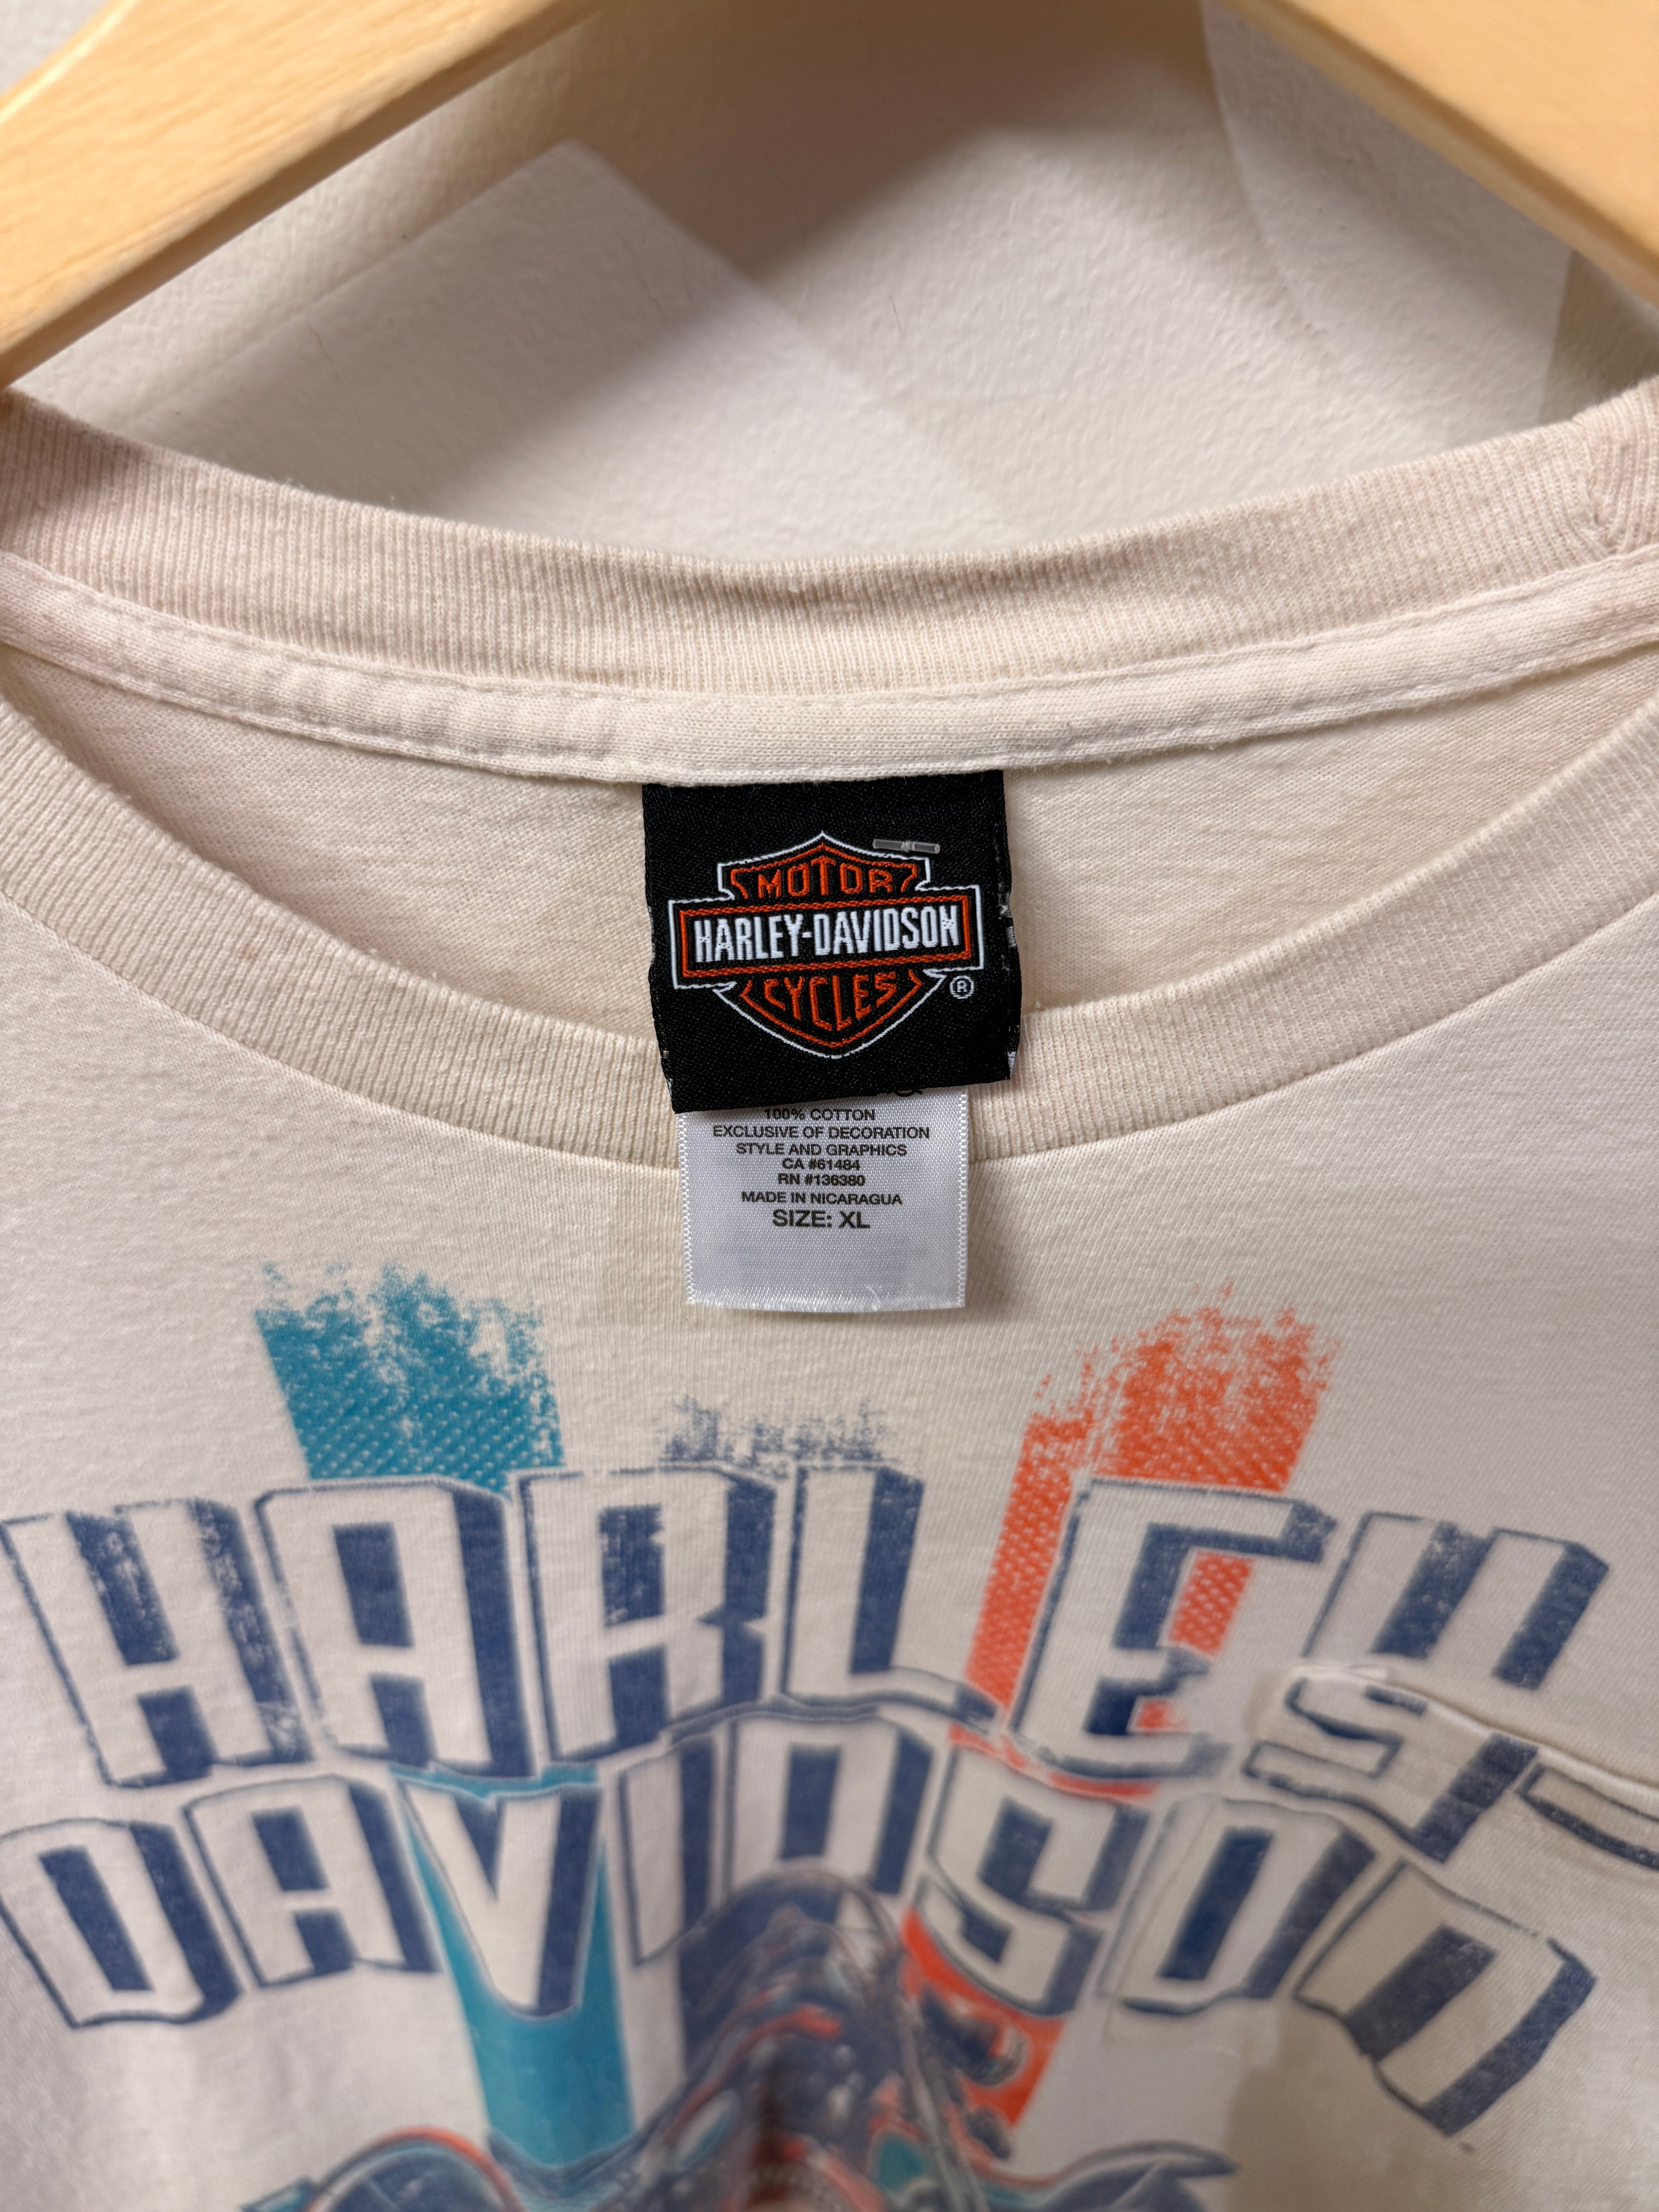 MOTOR
HARLEY-DAVIDSON
CYCLES ®
100% COTTON
EXCLUSIVE OF DECORATION
STYLE AND GRAPHICS
CA #61484
RN #136380
MADE IN NICARAGUA
SIZE: XL
HARLEY
DAVIDSON